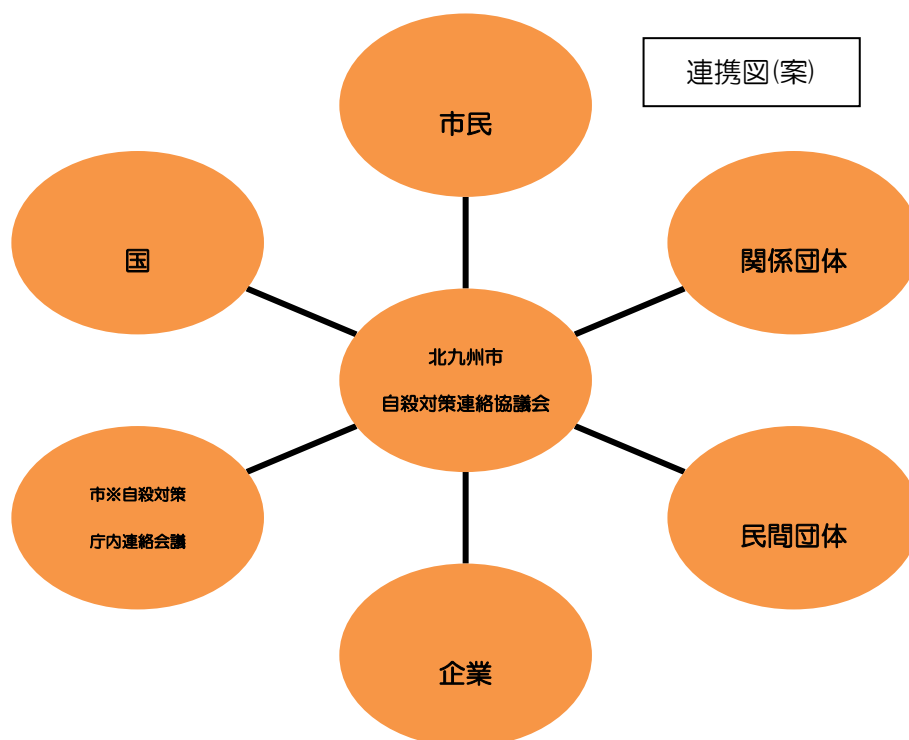 連携図(案)
市民
国
関係団体
北九州市
自殺対策連絡協議会
市※自殺対策
庁内連絡会議
民間団体
企業